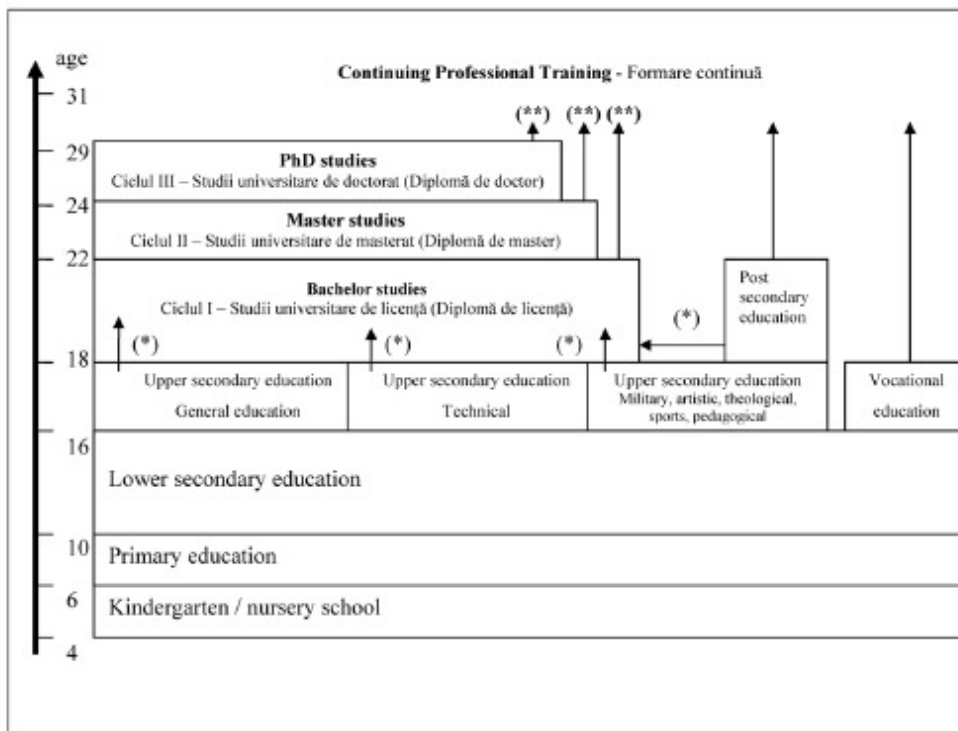 age
Continuing Professional Training - Formare continuă
31
(**) (**) (**)
29
PhD studies
Ciclul III – Studii universitare de doctorat (Diplomă de doctor)
24
Master studies
Ciclul II – Studii universitare de masterat (Diplomă de master)
22
Bachelor studies
Ciclul I – Studii universitare de licență (Diplomă de licență)
Post
secondary
education
(*) (*) (*) (*)
18
Upper secondary education
General education
Upper secondary education
Technical
Upper secondary education
Military, artistic, theological,
sports, pedagogical
Vocational
education
16
Lower secondary education
10
Primary education
6
Kindergarten / nursery school
4